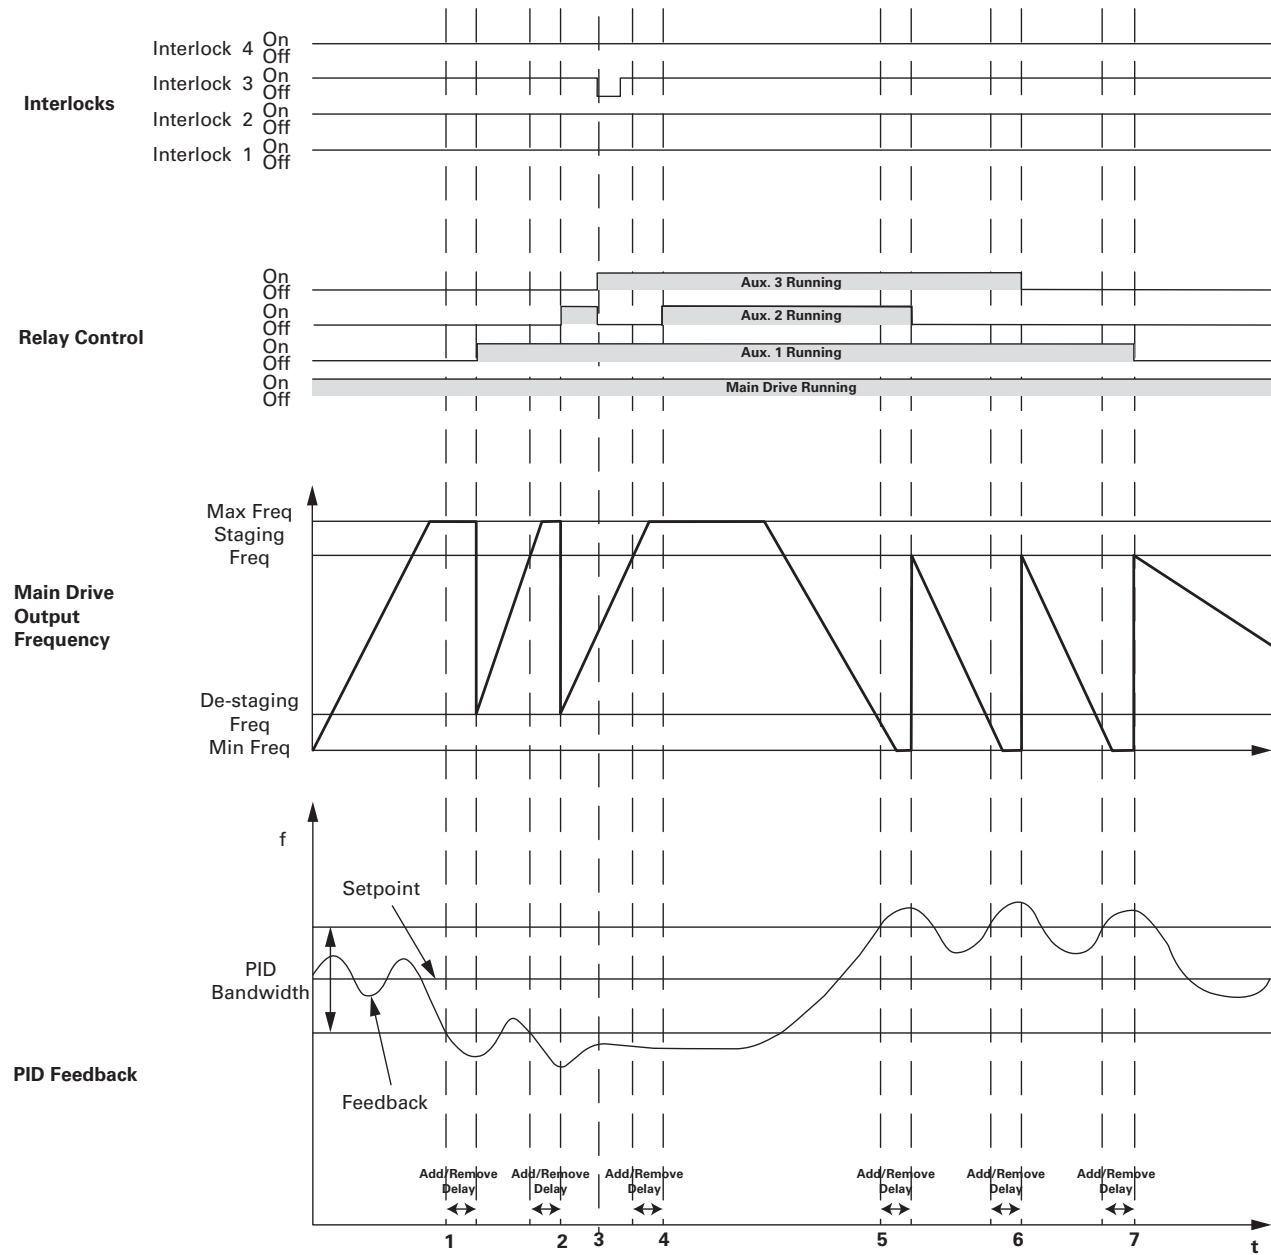 Interlocks
Interlock 4 On
Off
Interlock 3 On
Off
Interlock 2 On
Off
Interlock 1 On
Off
Relay Control
On
Off
Aux. 3 Running
On
Off
Aux. 2 Running
On
Off
Aux. 1 Running
On
Off
Main Drive Running
Main Drive
Output
Frequency
Max Freq
Staging
Freq
De-staging
Freq
Min Freq
f
Setpoint
PID
Bandwidth
PID Feedback
Feedback
Add/Remove
Delay
Add/Remove
Delay
Add/Remove
Delay
Add/Remove
Delay
Add/Remove
Delay
Add/Remove
Delay
1 2 3 4 5 6 7 t